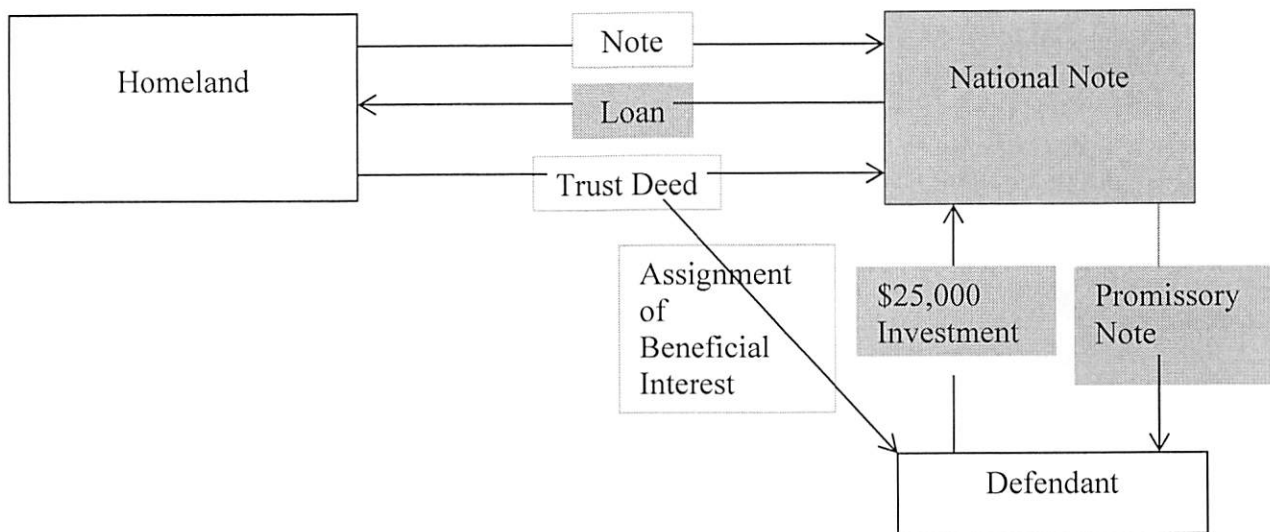 Note
Homeland
National Note
Loan
Trust Deed
Assignment
of
Beneficial
Interest
$25,000
Investment
Promissory
Note
Defendant